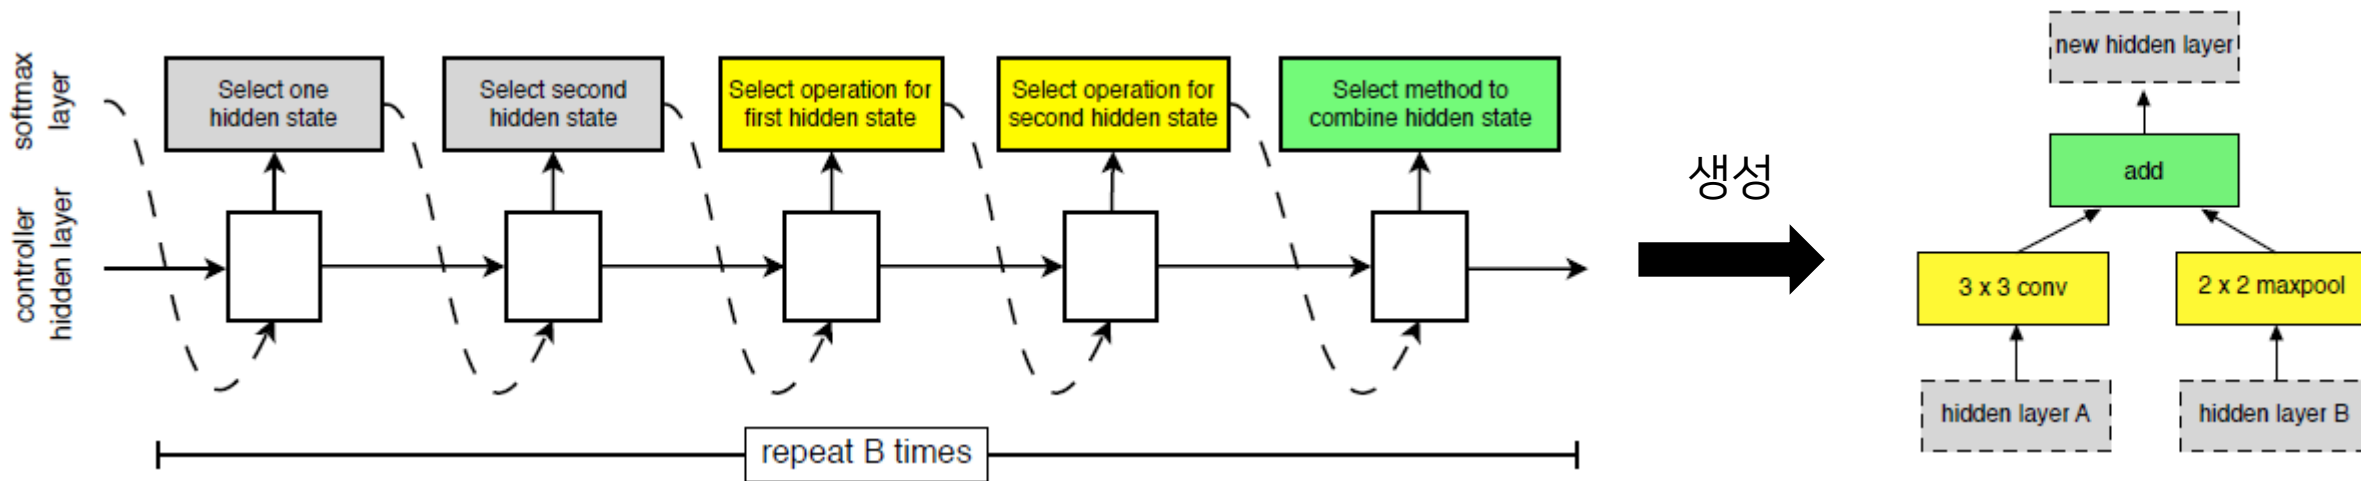 softmax
layer
controller
hidden layer
Select one
hidden state
Select second
hidden state
Select operation for
first hidden state
Select operation for
second hidden state
Select method to
combine hidden state
repeat B times
생성
new hidden layer
add
3 x 3 conv
2 x 2 maxpool
hidden layer A
hidden layer B